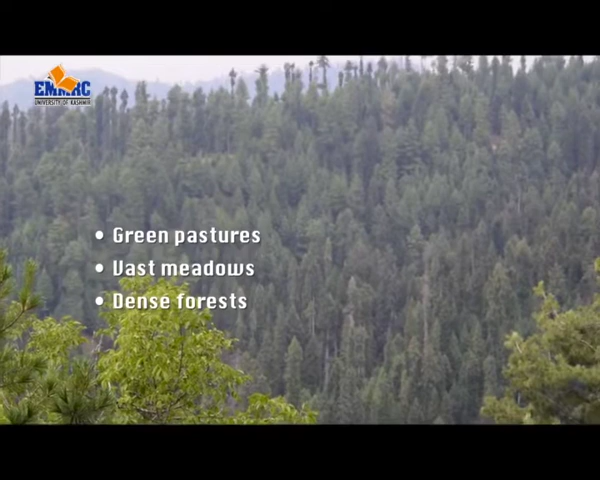 EMMRC
UNIVERSITY OF KASHMIR
• Green pastures
• Vast meadows
• Dense forests